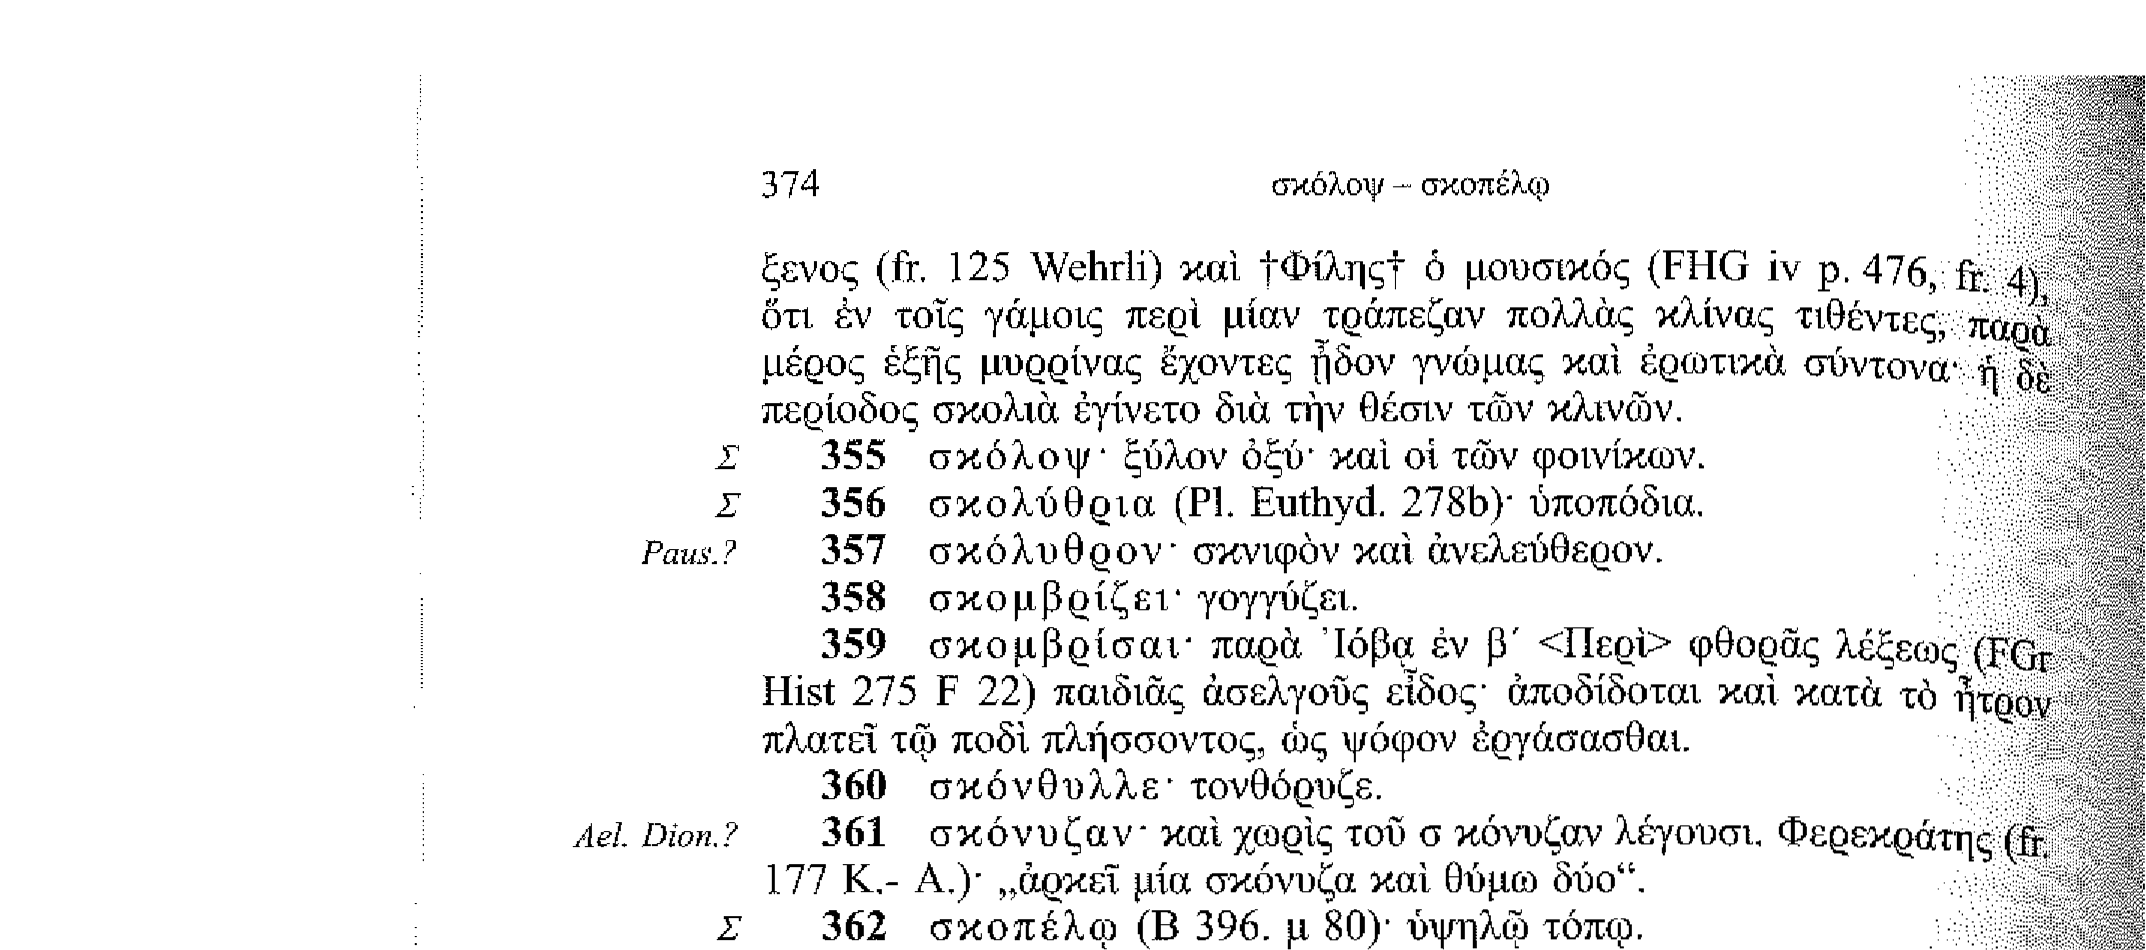 374 σκόλοψ – σκοπέλῳ
ξενος (fr. 125 Wehrli) καὶ †Φίλης† ὁ μουσικός (FHG iv p. 476, fr. 4),
ὅτι ἐν τοῖς γάμοις περὶ μίαν τράπεζαν πολλὰς κλίνας τιθέντες, παρὰ
μέρος ἑξῆς μυρρίνας ἔχοντες ᾖδον γνώμας καὶ ἐρωτικὰ σύντονα· ἡ δὲ
περίοδος σκολιὰ ἐγίνετο διὰ τὴν θέσιν τῶν κλινῶν.
Σ 355 σκόλοψ· ξύλον ὀξύ· καὶ οἱ τῶν φοινίκων.
Σ 356 σκολύθρια (Pl. Euthyd. 278b)· ὑποπόδια.
Paus.? 357 σκόλυθρον· σκνιφὸν καὶ ἀνελεύθερον.
358 σκομβρίζει· γογγύζει.
359 σκομβρίσαι· παρὰ Ἰόβᾳ ἐν β´ <Περὶ> φθορᾶς λέξεως (FGr
Hist 275 F 22) παιδιᾶς ἀσελγοῦς εἶδος· ἀποδίδοται καὶ κατὰ τὸ ἦτρον
πλατεῖ τῷ ποδὶ πλήσσοντος, ὡς ψόφον ἐργάσασθαι.
360 σκόνθυλλε· τονθόρυζε.
Ael. Dion.? 361 σκόνυζαν· καὶ χωρὶς τοῦ σ κόνυζαν λέγουσι. Φερεκράτης (fr.
177 K.- A.)· „ἀρκεῖ μία σκόνυζα καὶ θύμω δύο“.
Σ 362 σκοπέλῳ (Β 396. μ 80)· ὑψηλῷ τόπῳ.